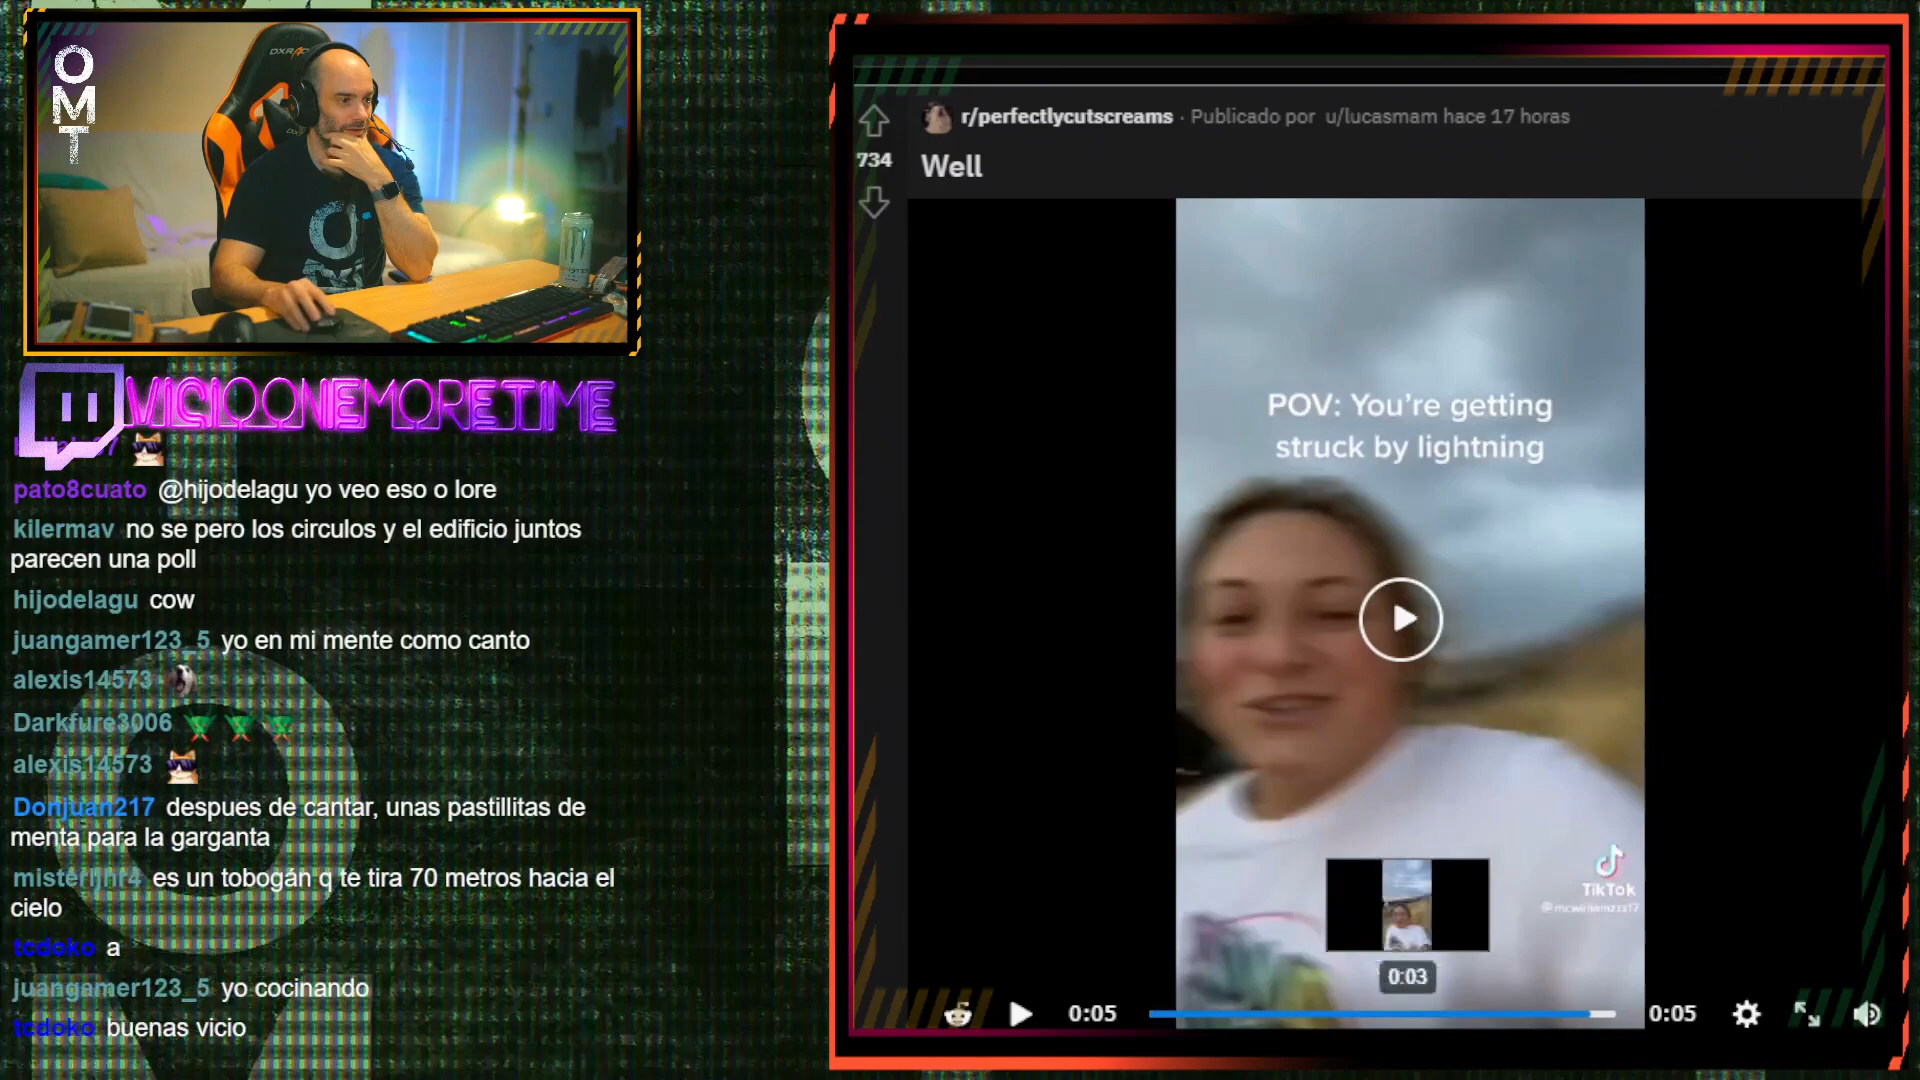 OMT
DXRACER
VICIOONEMORETIME
pato8cuato @hijodelagu yo veo eso o lore
kilermav no se pero los circulos y el edificio juntos
parecen una poll
hijodelagu cow
juangamer123_5 yo en mi mente como canto
alexis14573
Darkfure3006
alexis14573
Donjuan217 despues de cantar, unas pastillitas de
menta para la garganta
es un tobogán q te tira 70 metros hacia el
cielo
tcdoko a
juangamer123_5 yo cocinando
tcdoko buenas vicio
r/perfectlycutscreams · Publicado por u/lucasmam hace 17 horas
734
Well
POV: You're getting
struck by lightning
TikTok
0:03
0:05
0:05